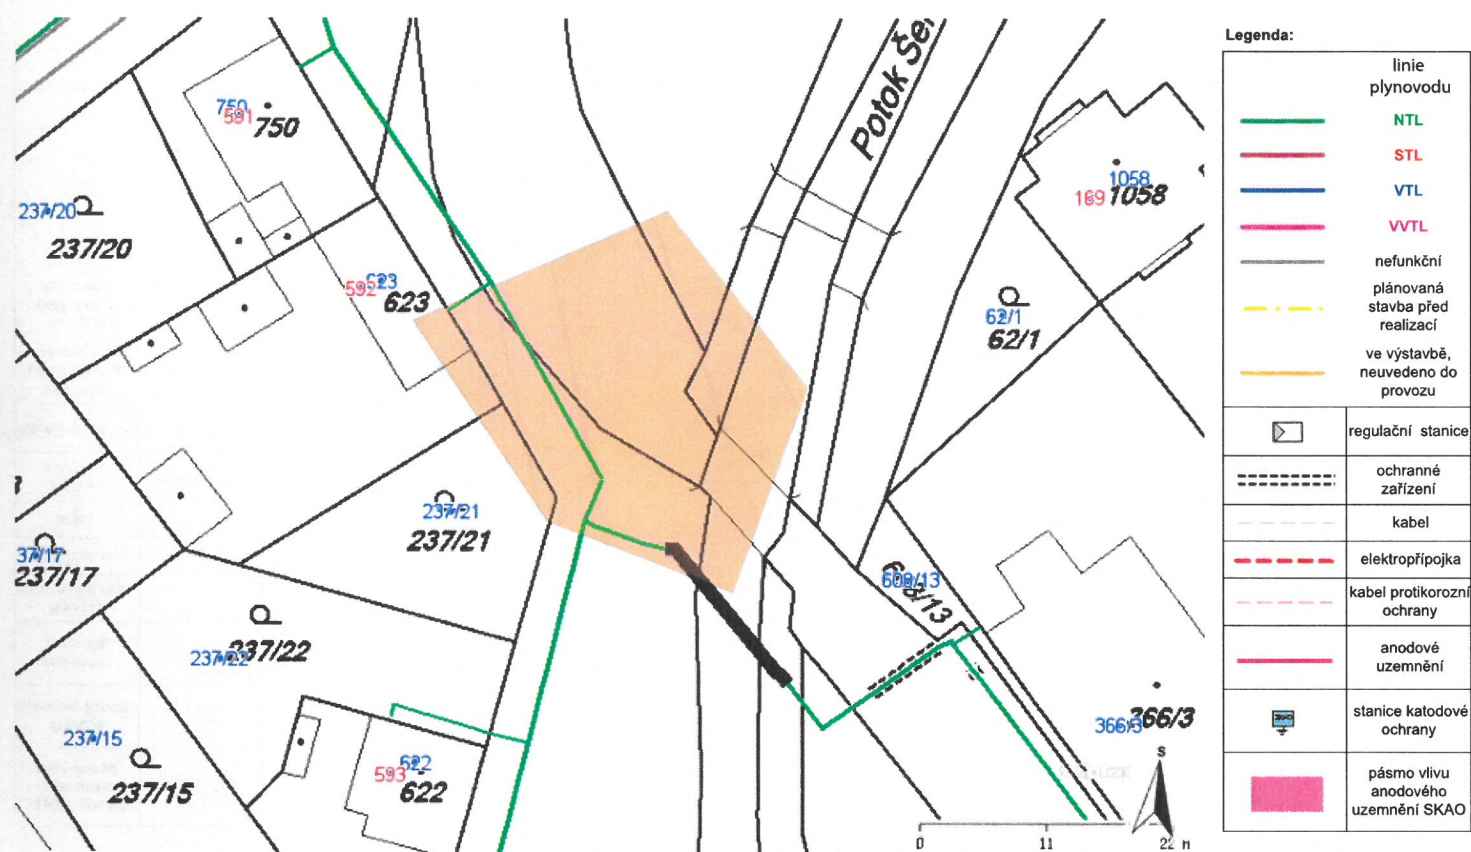 Potok Še
750
591
750
237/20
237/20
623
592
623
237/21
237/21
237/17
237/22
237/22
237/15
237/15
622
593
622
1058
169
1058
62/1
62/1
608/13
366/3
366/3
S
0 11 22 m
Legenda:
linie
plynovodu
NTL
STL
VTL
VVTL
nefunkční
plánovaná
stavba před
realizací
ve výstavbě,
neuvedeno do
provozu
regulační stanice
ochranné
zařízení
kabel
elektropřípojka
kabel protikorozní
ochrany
anodové
uzemnění
stanice katodové
ochrany
pásmo vlivu
anodového
uzemnění SKAO